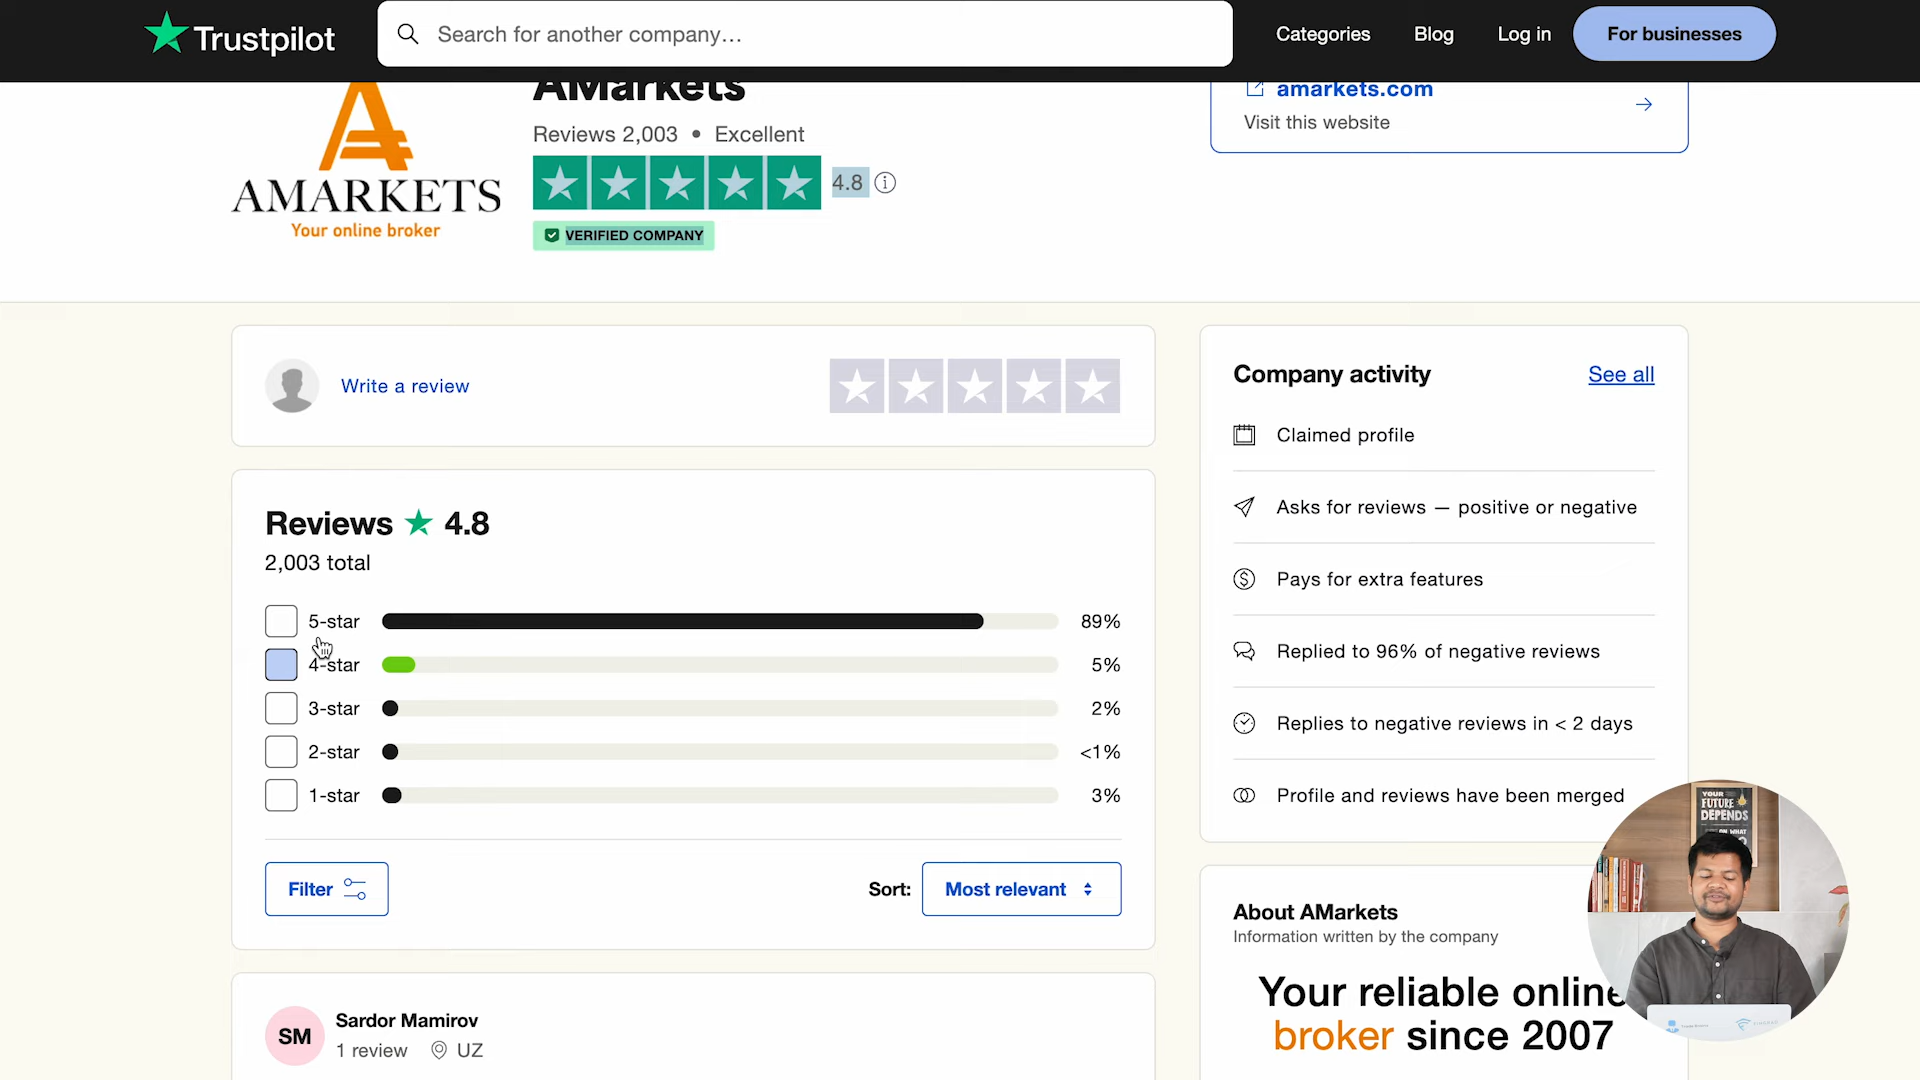 Trustpilot
Search for another company…
Categories
Blog
Log in
For businesses
AMarkets
Reviews 2,003 • Excellent
4.8
VERIFIED COMPANY
AMARKETS
Your online broker
amarkets.com
Visit this website
Write a review
Reviews 4.8
2,003 total
5-star 89%
4-star 5%
3-star 2%
2-star <1%
1-star 3%
Filter
Sort:
Most relevant
SM
Sardor Mamirov
1 review
UZ
Company activity
See all
Claimed profile
Asks for reviews — positive or negative
Pays for extra features
Replied to 96% of negative reviews
Replies to negative reviews in < 2 days
Profile and reviews have been merged
About AMarkets
Information written by the company
Your reliable online
broker since 2007
YOUR
FUTURE
DEPENDS
ON WHAT